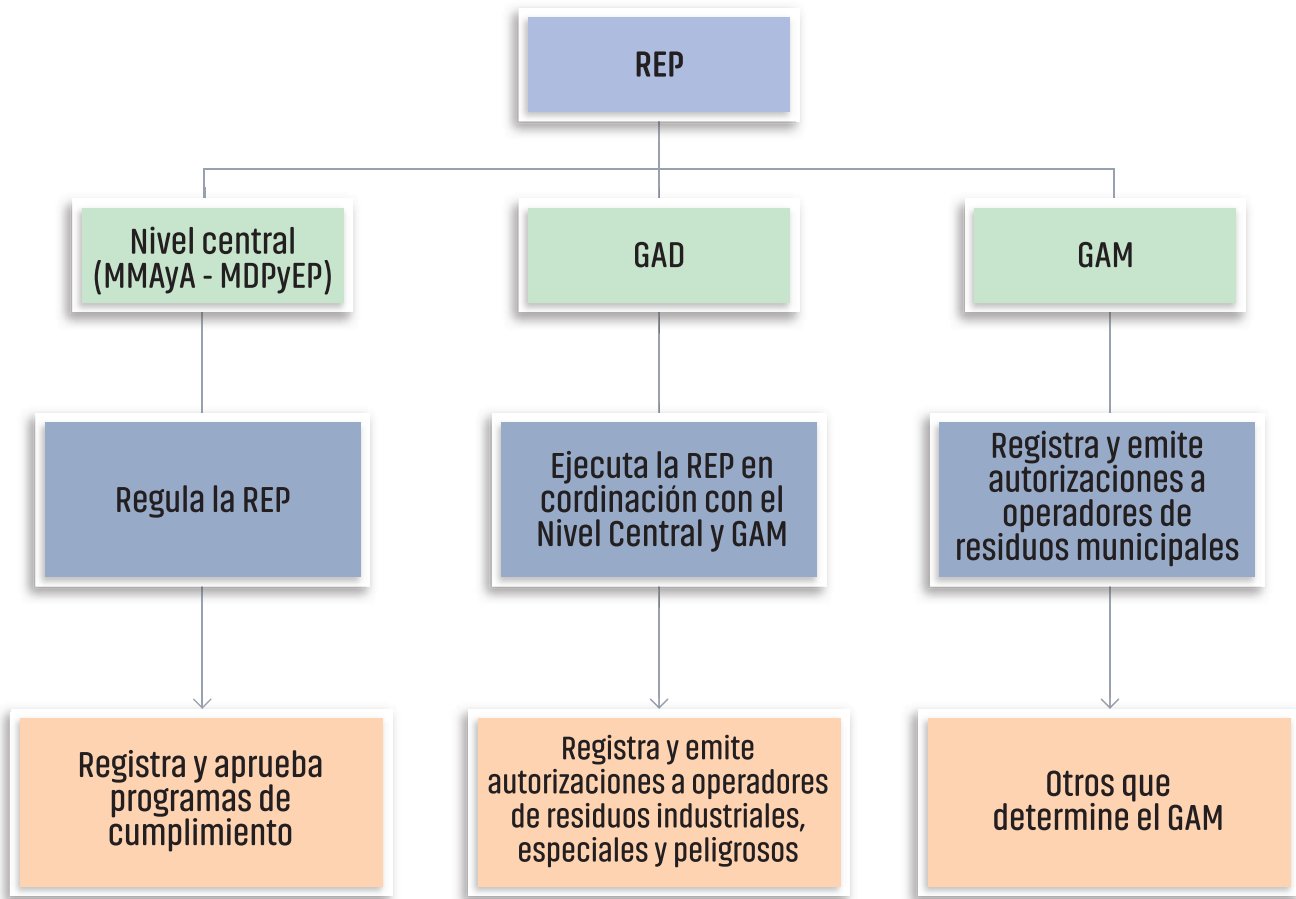 REP
Nivel central
(MMAyA - MDPyEP)
GAD
GAM
Regula la REP
Ejecuta la REP en
cordinación con el
Nivel Central y GAM
Registra y emite
autorizaciones a
operadores de
residuos municipales
Registra y aprueba
programas de
cumplimiento
Registra y emite
autorizaciones a operadores
de residuos industriales,
especiales y peligrosos
Otros que
determine el GAM